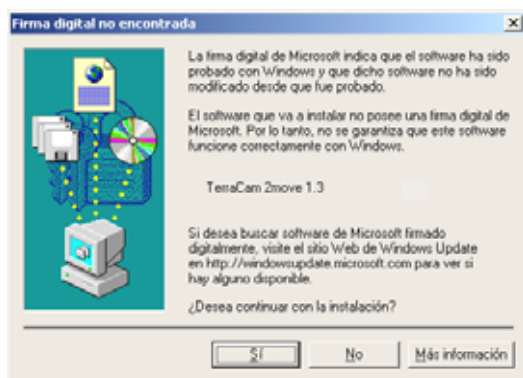 Firma digital no encontrada
La firma digital de Microsoft indica que el software ha sido
probado con Windows y que dicho software no ha sido
modificado desde que fue probado.
El software que va a instalar no posee una firma digital de
Microsoft. Por lo tanto, no se garantiza que este software
funcione correctamente con Windows.
TerraCam 2move 1.3
Si desea buscar software de Microsoft firmado
digitalmente, visite el sitio Web de Windows Update
en http://windowsupdate.microsoft.com para ver si
hay alguno disponible.
¿Desea continuar con la instalación?
Sí No Más información